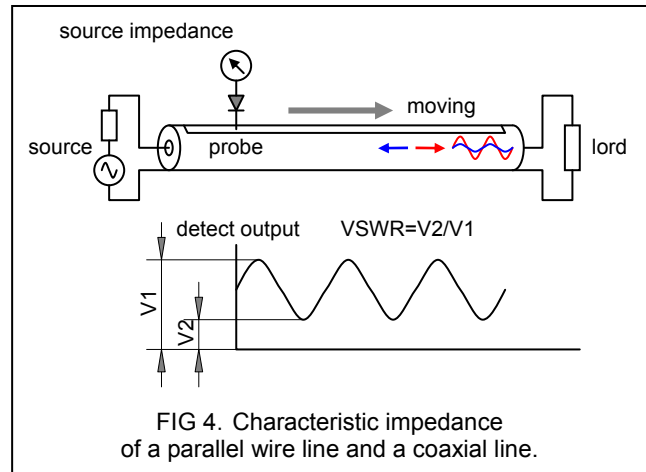 source impedance
moving
source
probe
lord
detect output VSWR=V2/V1
V1
V2
FIG 4. Characteristic impedance
of a parallel wire line and a coaxial line.